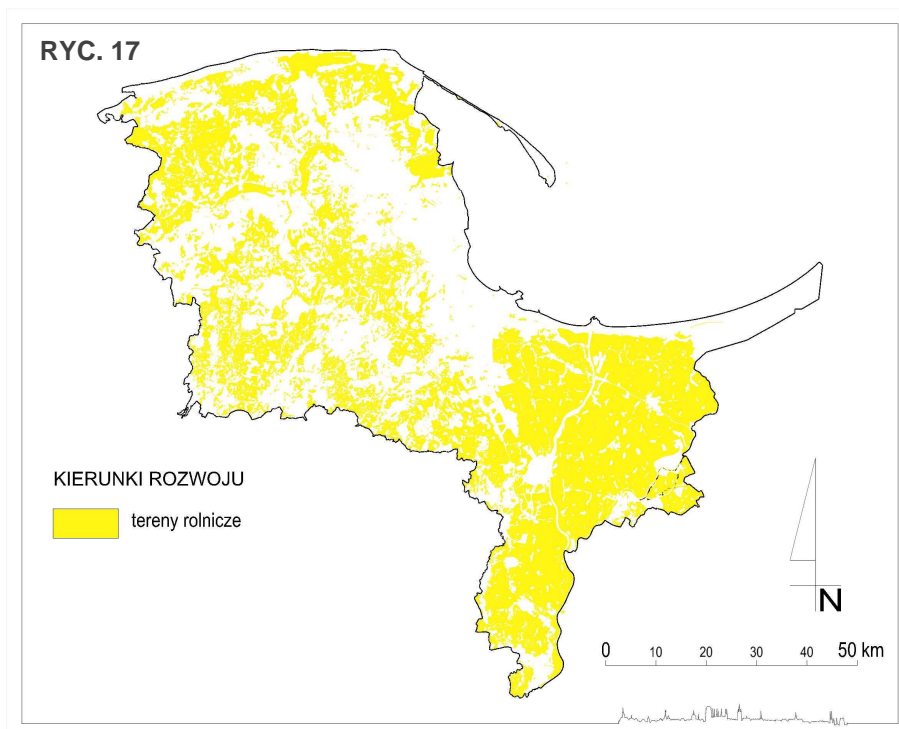 RYC. 17
KIERUNKI ROZWOJU
tereny rolnicze
N
0 10 20 30 40 50 km